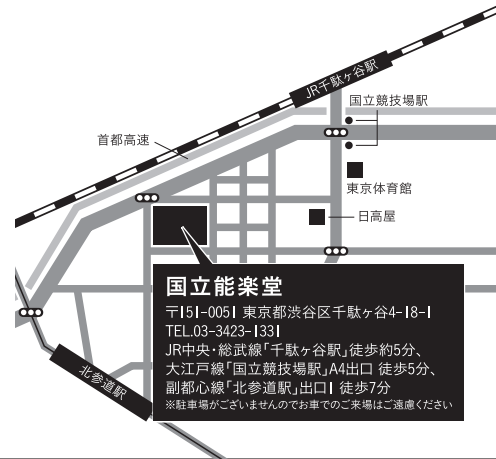 JR千駄ヶ谷駅
国立競技場駅
首都高速
東京体育館
日高屋
国立能楽堂
〒151-0051 東京都渋谷区千駄ヶ谷4-18-1
TEL.03-3423-1331
JR中央・総武線「千駄ヶ谷駅」徒歩約5分、
大江戸線「国立競技場駅」A4出口 徒歩5分、
副都心線「北参道駅」出口1 徒歩7分
※駐車場がございませんのでお車でのご来場はご遠慮ください
北参道駅